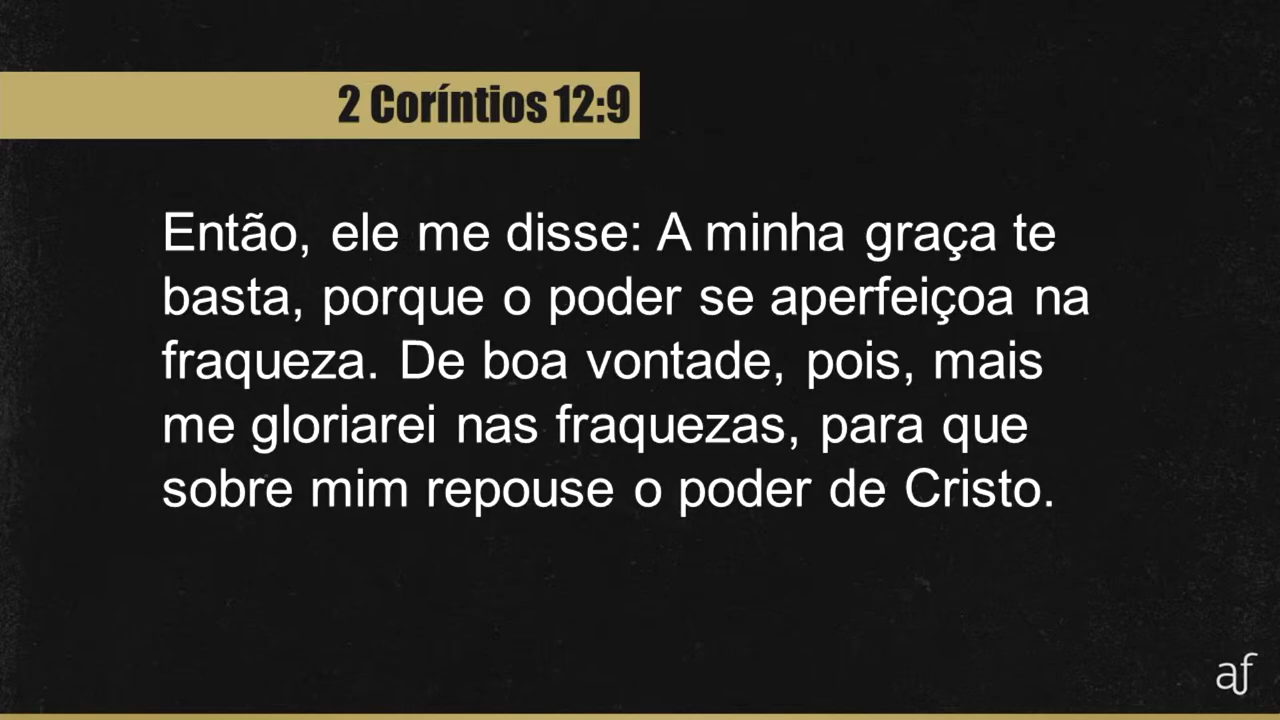 2 Coríntios 12:9
Então, ele me disse: A minha graça te
basta, porque o poder se aperfeiçoa na
fraqueza. De boa vontade, pois, mais
me gloriarei nas fraquezas, para que
sobre mim repouse o poder de Cristo.
af